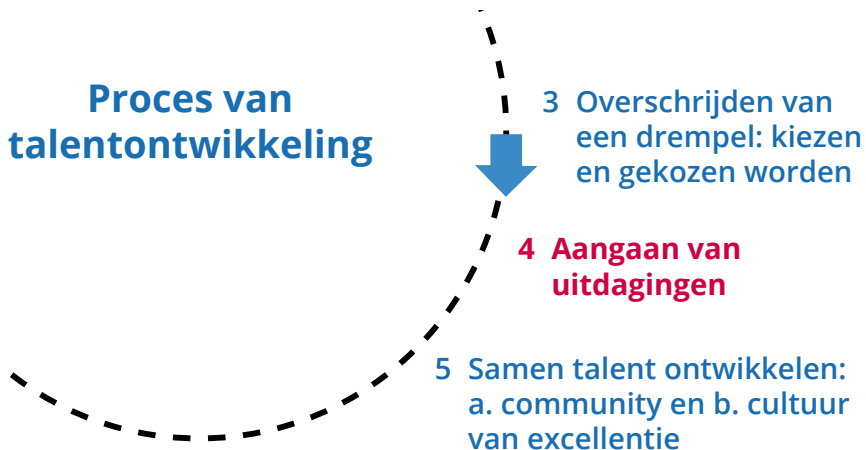 Proces van
talentontwikkeling
3 Overschrijden van
een drempel: kiezen
en gekozen worden
4 Aangaan van
uitdagingen
5 Samen talent ontwikkelen:
a. community en b. cultuur
van excellentie